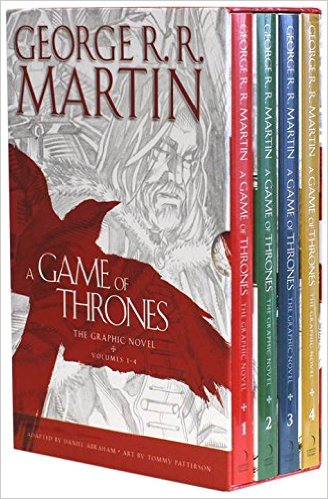 GEORGE R. R.
MARTIN
A GAME OF
THRONES
THE GRAPHIC NOVEL
VOLUMES 1-4
ADAPTED BY DANIEL ABRAHAM • ART BY TOMMY PATTERSON
GEORGE R. R. MARTIN A GAME OF THRONES THE GRAPHIC NOVEL 1
GEORGE R. R. MARTIN A GAME OF THRONES THE GRAPHIC NOVEL 2
GEORGE R. R. MARTIN A GAME OF THRONES THE GRAPHIC NOVEL 3
GEORGE R. R. MARTIN A GAME OF THRONES THE GRAPHIC NOVEL 4